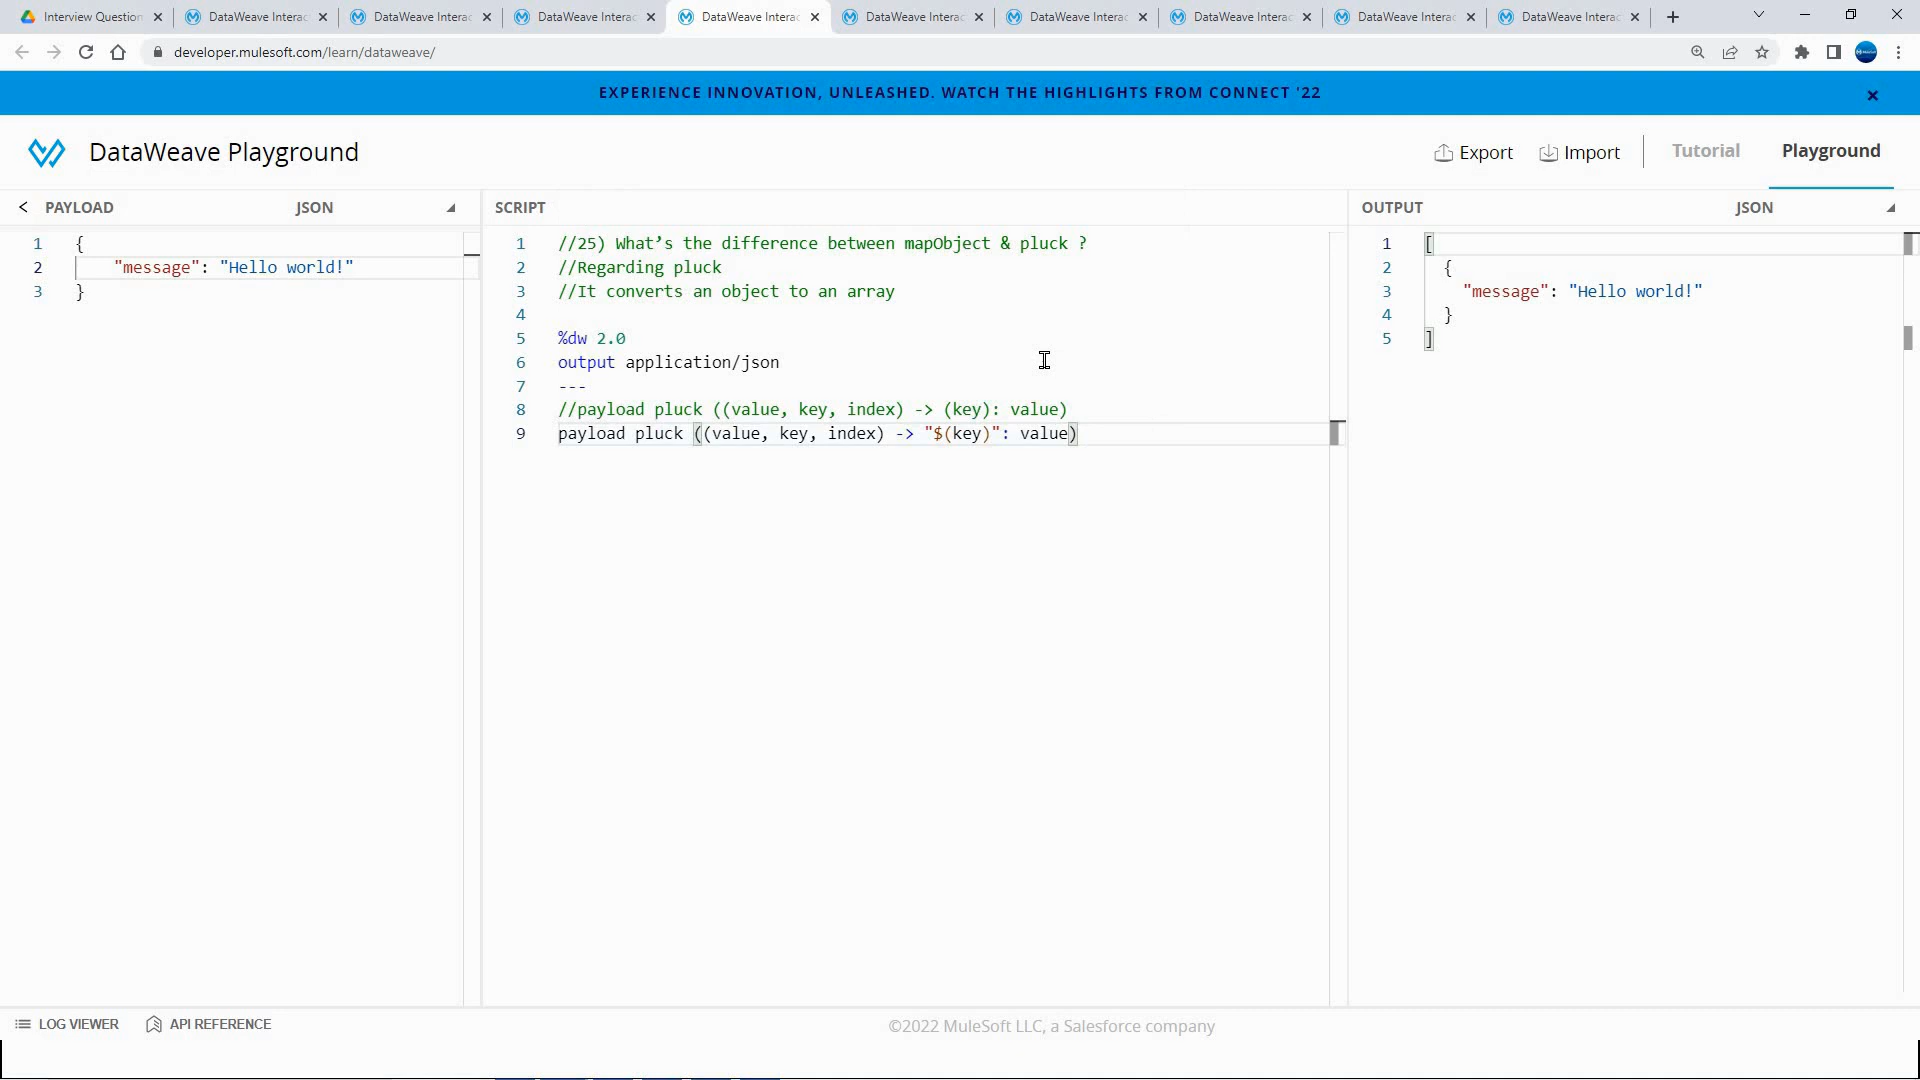 Interview Question
DataWeave Interac
DataWeave Interac
DataWeave Interac
DataWeave Interac
DataWeave Interac
DataWeave Interac
DataWeave Interac
DataWeave Interac
DataWeave Interac
developer.mulesoft.com/learn/dataweave/
EXPERIENCE INNOVATION, UNLEASHED. WATCH THE HIGHLIGHTS FROM CONNECT '22
DataWeave Playground
Export
Import
Tutorial
Playground
PAYLOAD
JSON
1 {
2 "message": "Hello world!"
3 }
SCRIPT
1 //25) What’s the difference between mapObject & pluck ?
2 //Regarding pluck
3 //It converts an object to an array
4
5 %dw 2.0
6 output application/json
7 ---
8 //payload pluck ((value, key, index) -> (key): value)
9 payload pluck ((value, key, index) -> "$(key)": value)
OUTPUT
JSON
1 [
2 {
3 "message": "Hello world!"
4 }
5 ]
LOG VIEWER
API REFERENCE
©2022 MuleSoft LLC, a Salesforce company